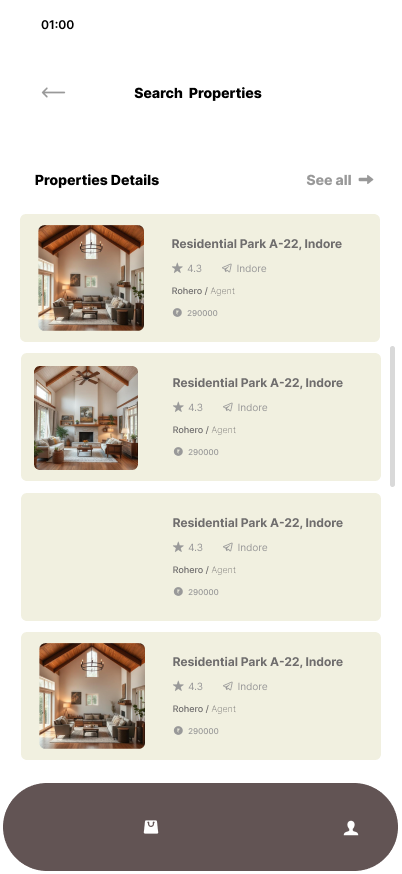 01:00
Search Properties
Properties Details
See all
Residential Park A-22, Indore
4.3 Indore
Rohero / Agent
290000
Residential Park A-22, Indore
4.3 Indore
Rohero / Agent
290000
Residential Park A-22, Indore
4.3 Indore
Rohero / Agent
290000
Residential Park A-22, Indore
4.3 Indore
Rohero / Agent
290000